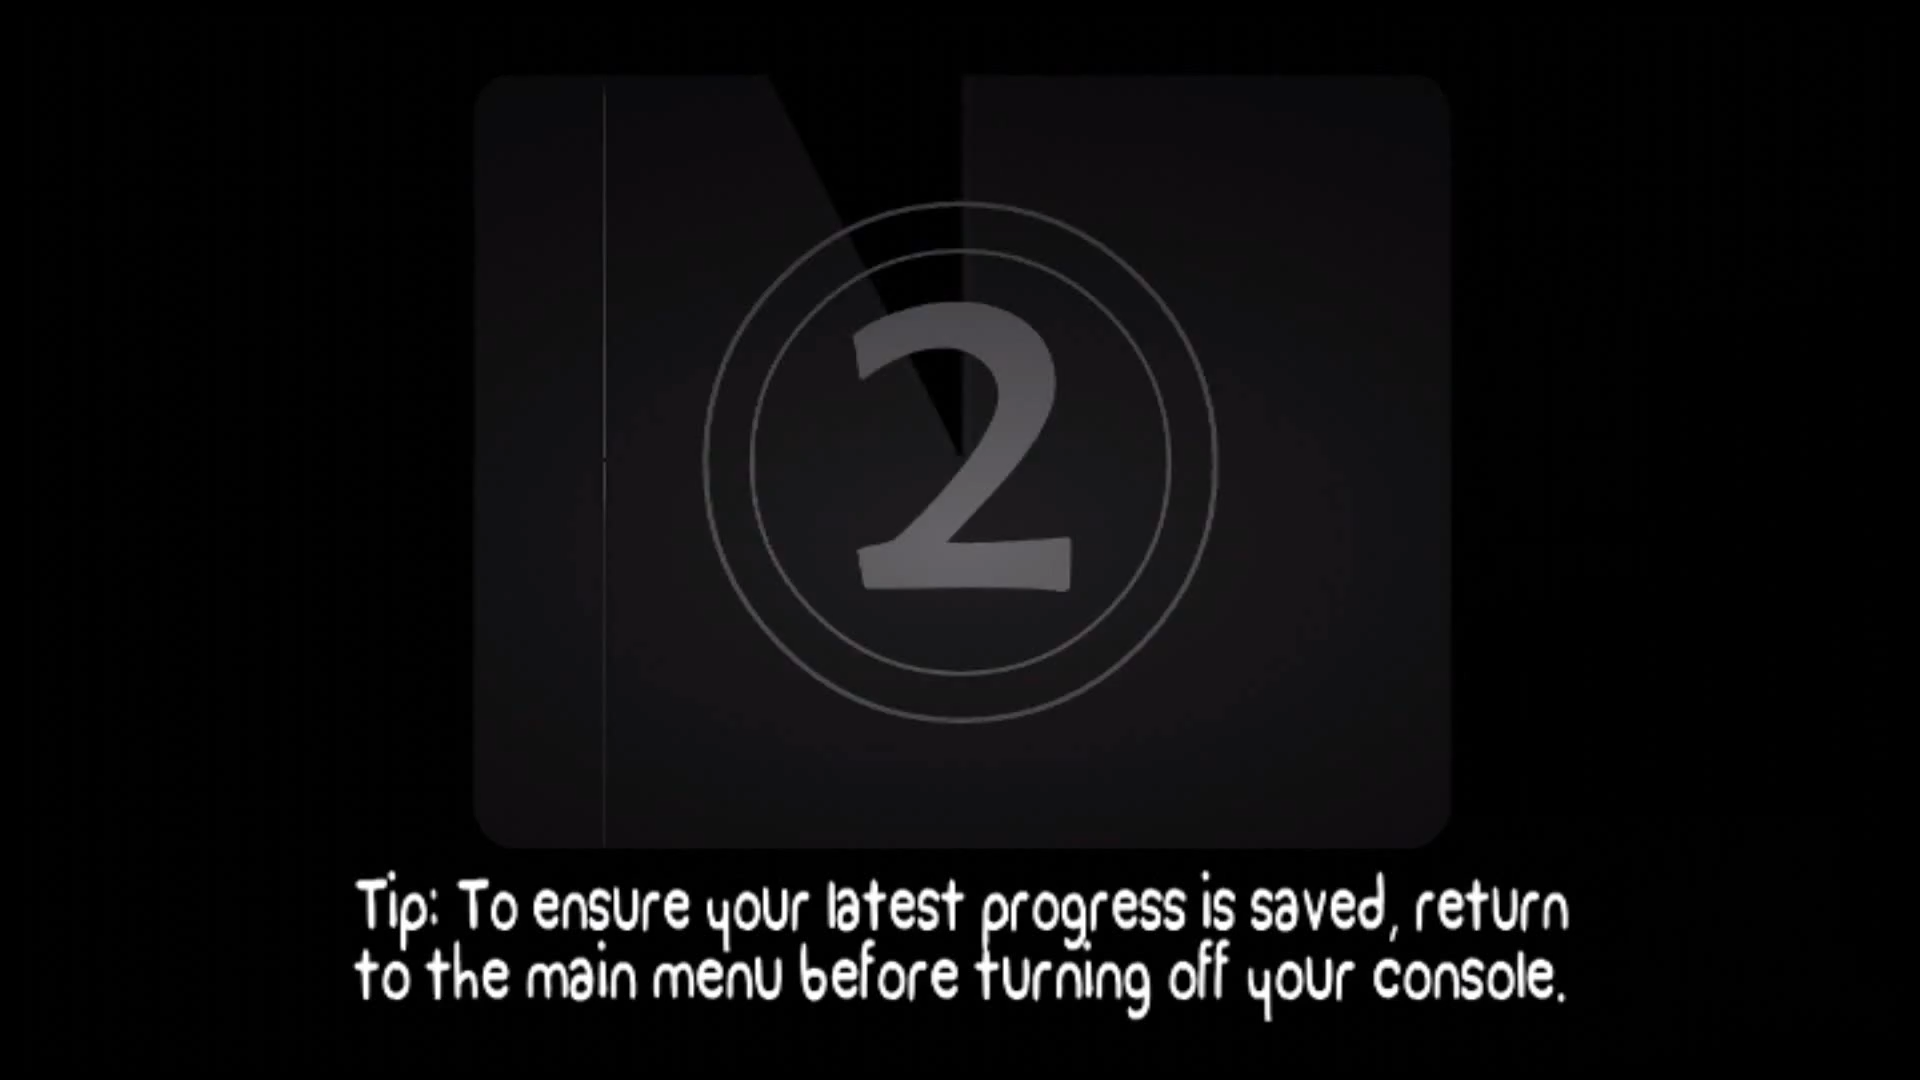 2
Tip: To ensure your latest progress is saved, return
to the main menu before turning off your console.